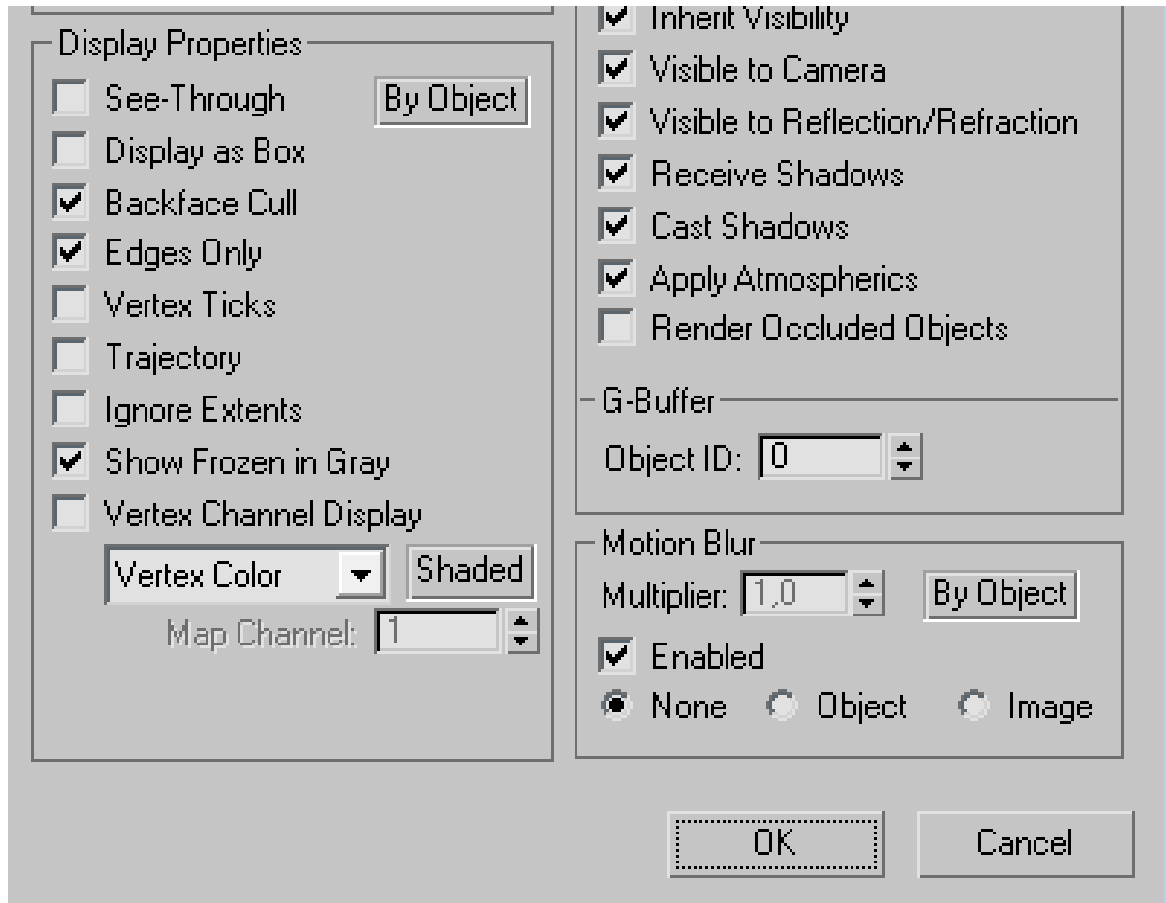 Display Properties
See-Through
By Object
Display as Box
Backface Cull
Edges Only
Vertex Ticks
Trajectory
Ignore Extents
Show Frozen in Gray
Vertex Channel Display
Vertex Color
Shaded
Map Channel: 1
Inherit Visibility
Visible to Camera
Visible to Reflection/Refraction
Receive Shadows
Cast Shadows
Apply Atmospherics
Render Occluded Objects
G-Buffer
Object ID: 0
Motion Blur
Multiplier: 1,0
By Object
Enabled
None Object Image
OK Cancel